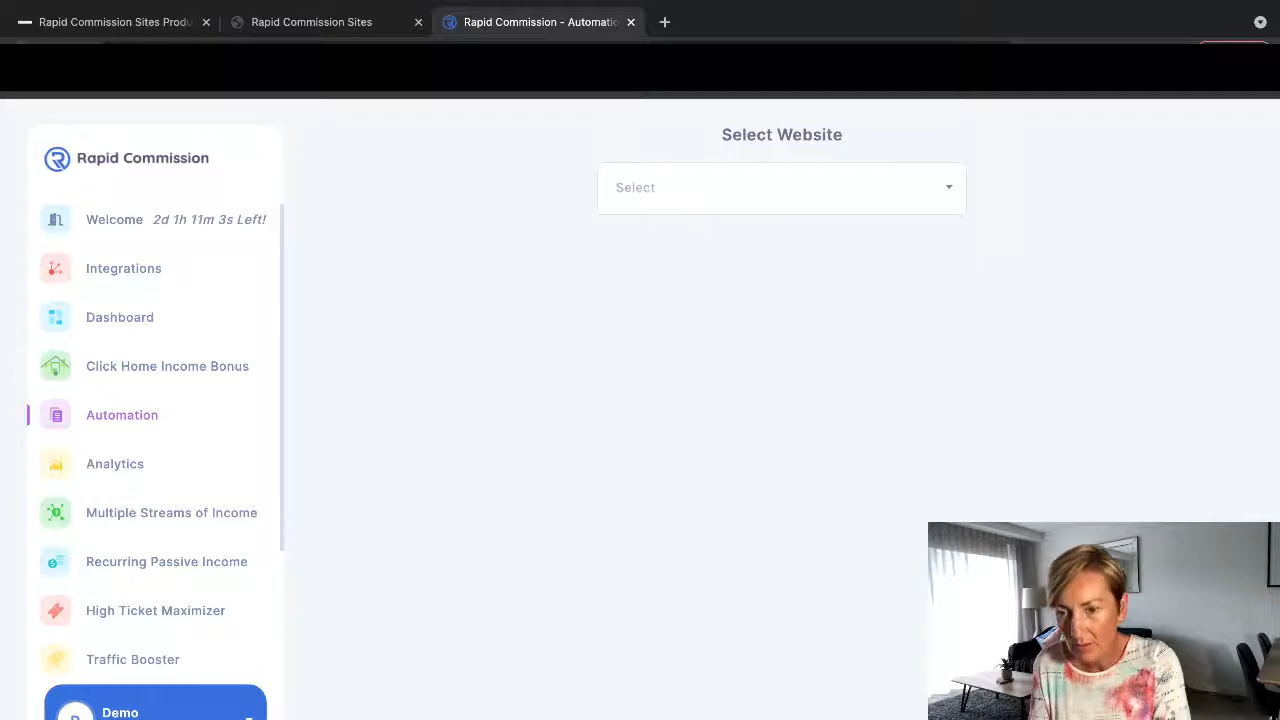 Rapid Commission Sites Produ
Rapid Commission Sites
Rapid Commission - Automatio
Rapid Commission
Select Website
Select
Welcome 2d 1h 11m 3s Left!
Integrations
Dashboard
Click Home Income Bonus
Automation
Analytics
Multiple Streams of Income
Recurring Passive Income
High Ticket Maximizer
Traffic Booster
D
Demo